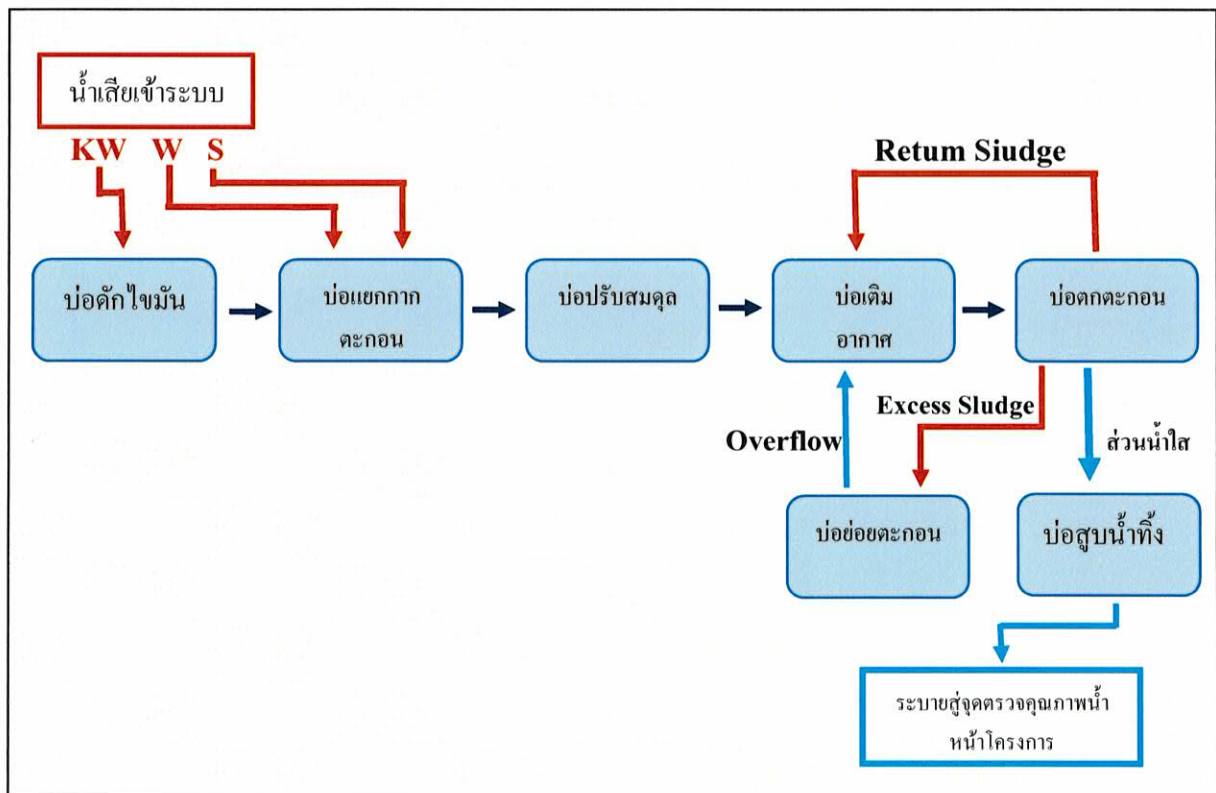 น้ำเสียเข้าระบบ
KW W S
Retum Siudge
บ่อดักไขมัน
บ่อแยกกาก
ตะกอน
บ่อปรับสมดุล
บ่อเติม
อากาศ
บ่อตกตะกอน
Excess Sludge
Overflow
ส่วนน้ำใส
บ่อย่อยตะกอน
บ่อสูบน้ำทิ้ง
ระบายสู่จุดตรวจคุณภาพน้ำ
หน้าโครงการ